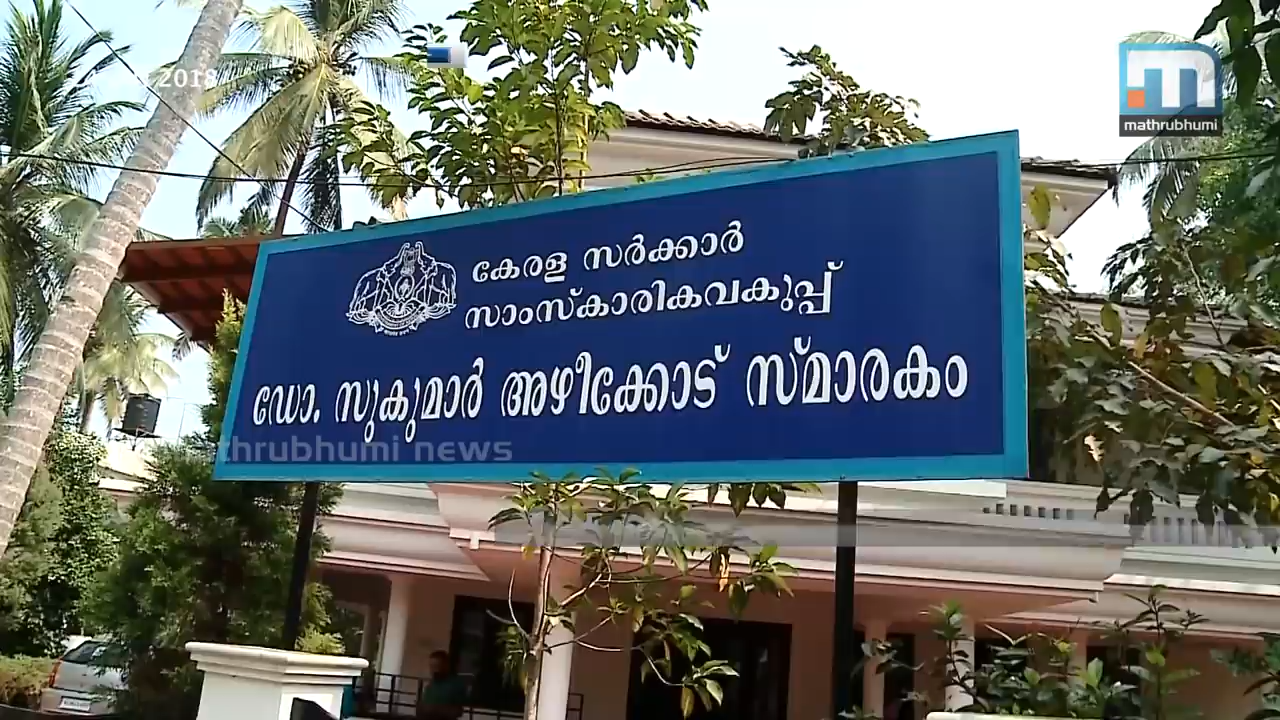 2018
mathrubhumi
കേരള സർക്കാർ
സാംസ്കാരികവകുപ്പ്
ഡോ. സുകുമാർ അഴീക്കോട് സ്മാരകം
thrubhumi news